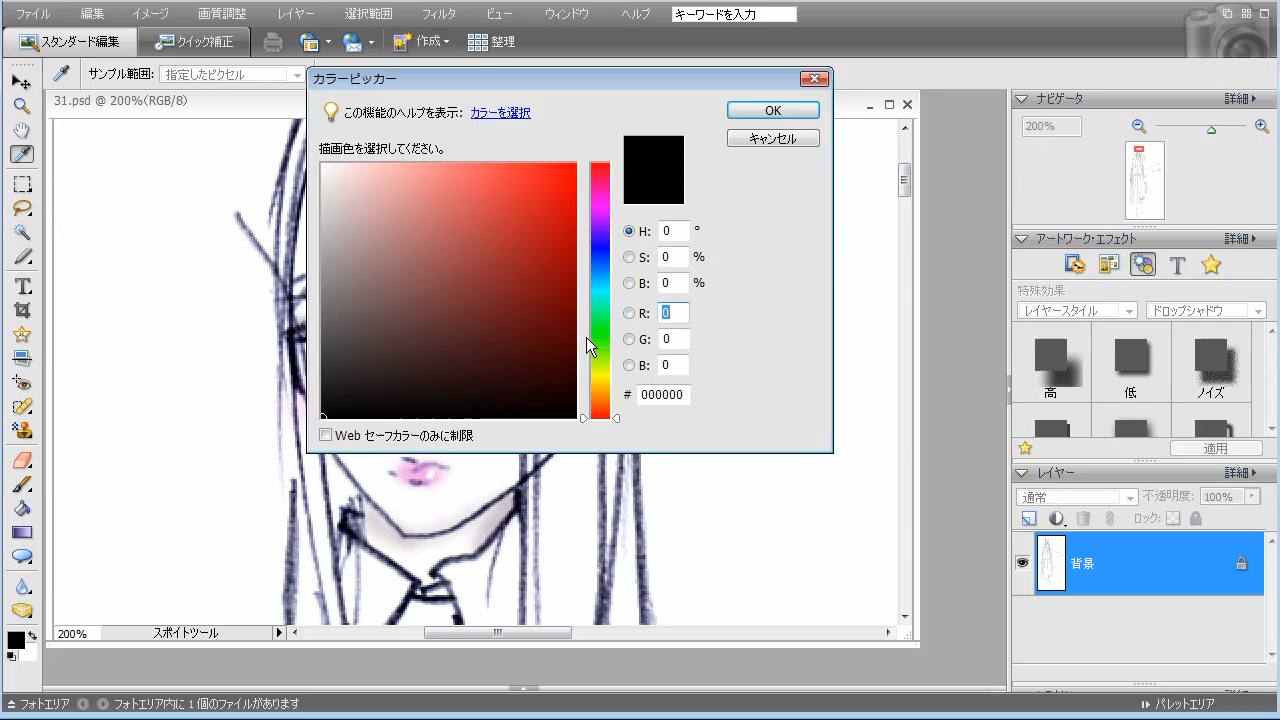 ファイル 編集 イメージ 画質調整 レイヤー 選択範囲 フィルタ ビュー ウィンドウ ヘルプ キーワードを入力
スタンダード編集 クイック補正 作成 整理
サンプル範囲: 指定したピクセル
31.psd @ 200%(RGB/8)
カラーピッカー
この機能のヘルプを表示: カラーを選択
描画色を選択してください。
OK
キャンセル
H: 0 °
S: 0 %
B: 0 %
R: 0
G: 0
B: 0
# 000000
Web セーフカラーのみに制限
ナビゲータ 詳細
200%
アートワーク・エフェクト 詳細
特殊効果
レイヤースタイル ドロップシャドウ
高 低 ノイズ
適用
レイヤー 詳細
通常 不透明度: 100%
ロック:
背景
200% スポイトツール
フォトエリア フォトエリア内に 1 個のファイルがあります パレットエリア